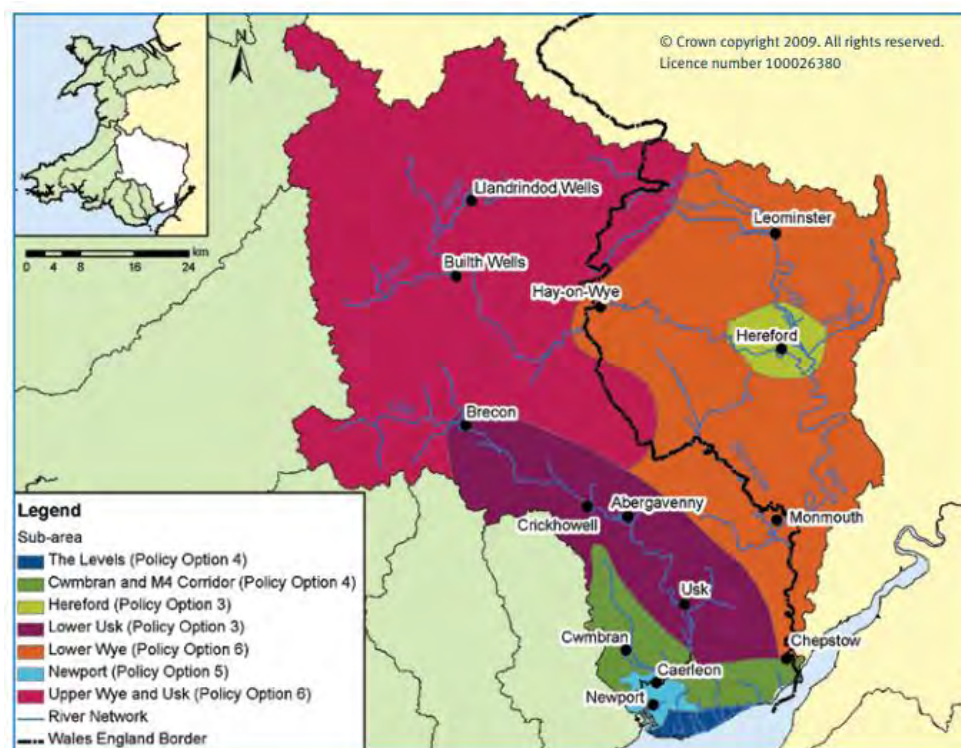 N
© Crown copyright 2009. All rights reserved.
Licence number 100026380
km
0 4 8 16 24
Llandrindod Wells
Leominster
Builth Wells
Hay-on-Wye
Hereford
Brecon
Abergavenny
Crickhowell
Monmouth
Usk
Cwmbran
Chepstow
Caerleon
Newport
Legend
Sub-area
The Levels (Policy Option 4)
Cwmbran and M4 Corridor (Policy Option 4)
Hereford (Policy Option 3)
Lower Usk (Policy Option 3)
Lower Wye (Policy Option 6)
Newport (Policy Option 5)
Upper Wye and Usk (Policy Option 6)
River Network
Wales England Border